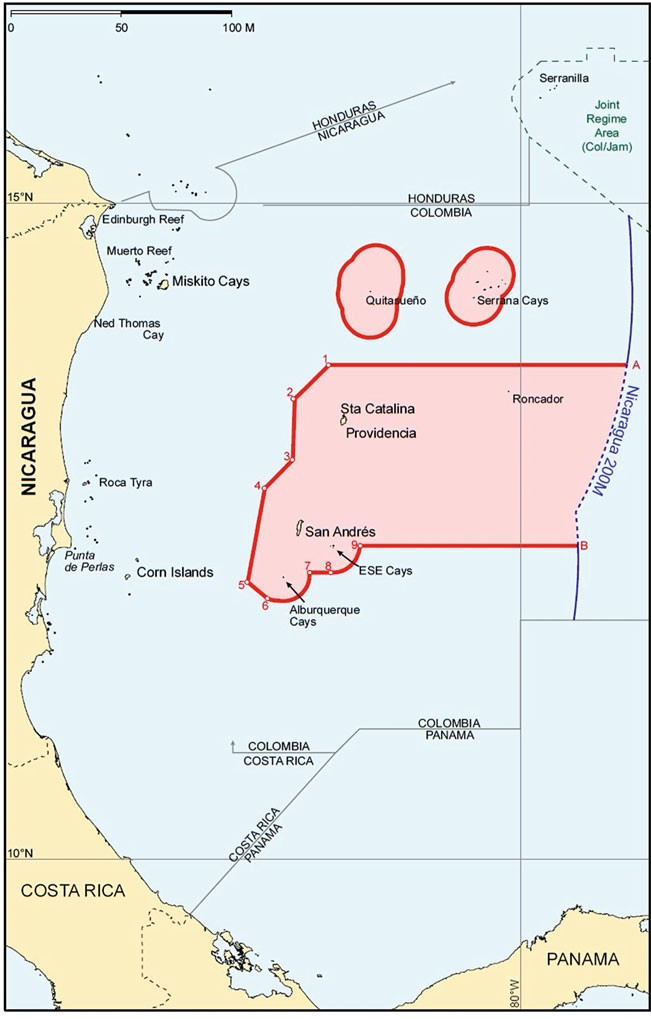 0
50
100 M
Serranilla
Joint
Regime
Area
(Col/Jam)
HONDURAS
NICARAGUA
15°N
HONDURAS
COLOMBIA
Edinburgh Reef
Muerto Reef
Miskito Cays
Quitasueño
Serrana Cays
Ned Thomas
Cay
1
A
2
Roncador
Sta Catalina
Providencia
NICARAGUA
Nicaragua 200M
3
4
Roca Tyra
San Andrés
9
B
Punta
de Perlas
Corn Islands
7
8
ESE Cays
5
6
Alburquerque
Cays
COLOMBIA
PANAMA
COLOMBIA
COSTA RICA
COSTA RICA
PANAMA
10°N
COSTA RICA
PANAMA
80°W